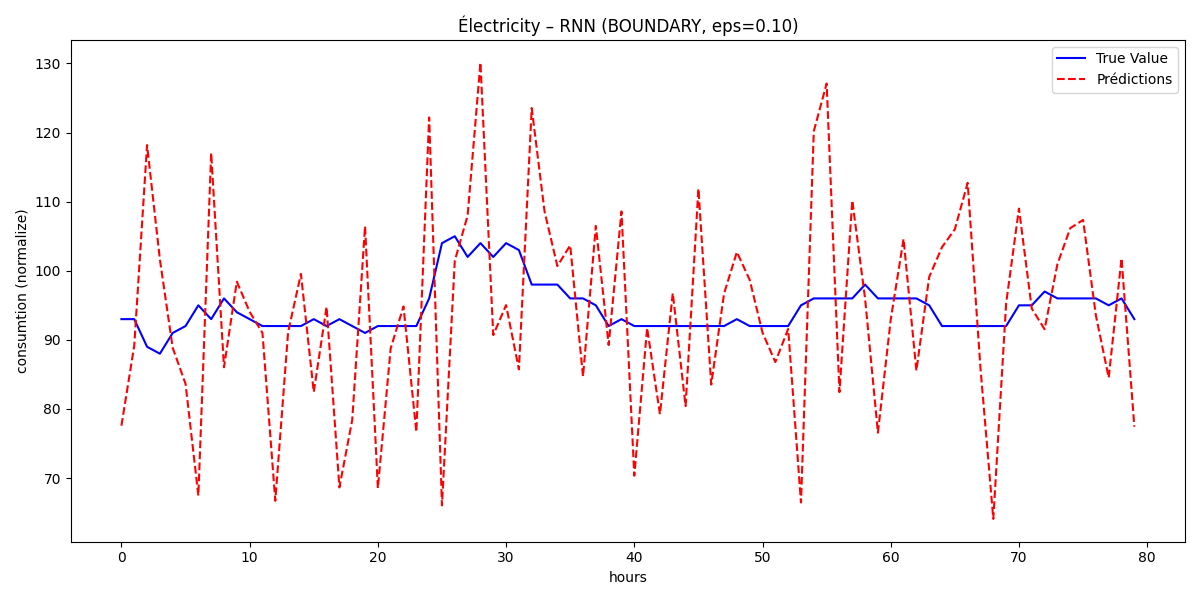 Électricity – RNN (BOUNDARY, eps=0.10)
True Value
Prédictions
consumtion (normalize)
130
120
110
100
90
80
70
0 10 20 30 40 50 60 70 80
hours